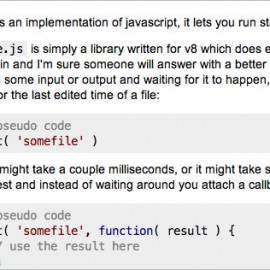 s an implementation of javascript, it lets you run sta
e.js is simply a library written for v8 which does e
in and I'm sure someone will answer with a better
some input or output and waiting for it to happen,
or the last edited time of a file:
pseudo code
t( 'somefile' )
might take a couple milliseconds, or it might take s
est and instead of waiting around you attach a callb
pseudo code
t( 'somefile', function( result ) {
/ use the result here